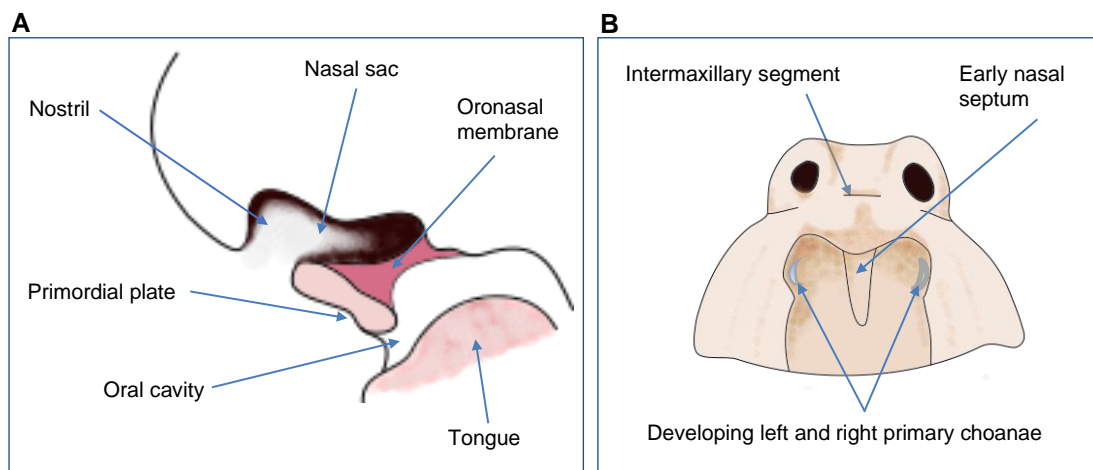 A
Nasal sac
Nostril
Oronasal
membrane
Primordial plate
Oral cavity
Tongue
B
Intermaxillary segment
Early nasal
septum
Developing left and right primary choanae